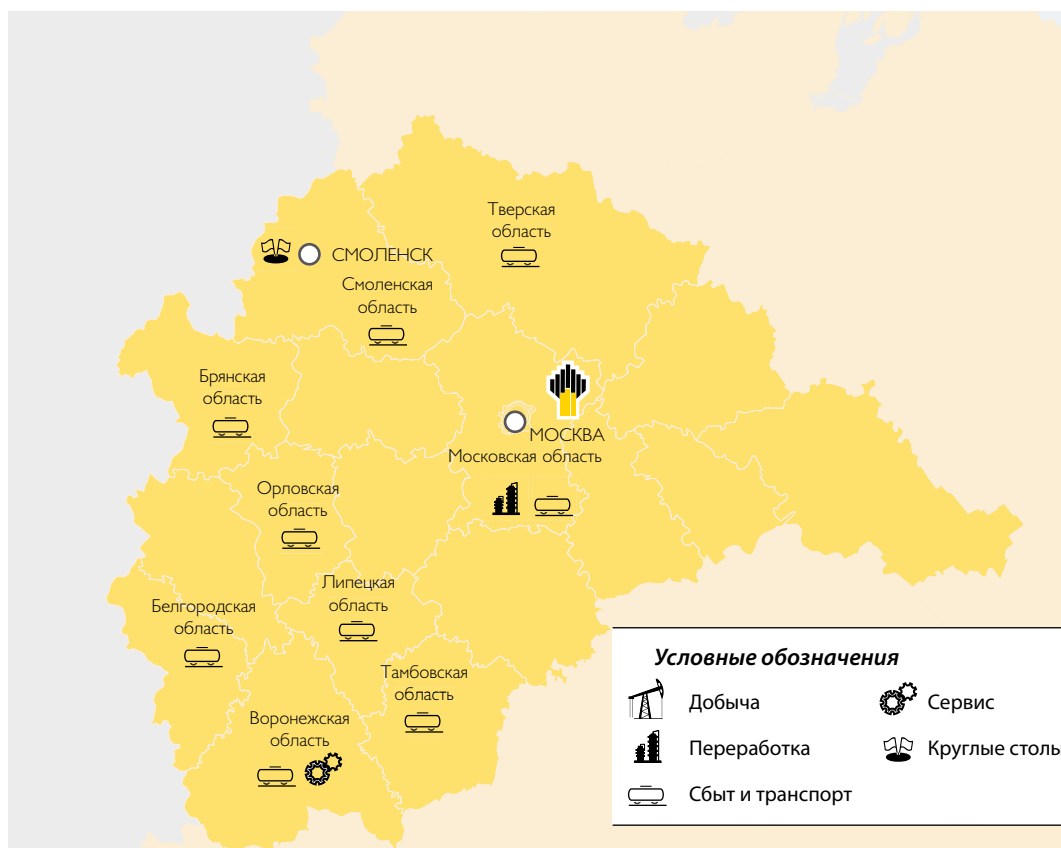 Тверская
область
СМОЛЕНСК
Смоленская
область
Брянская
область
МОСКВА
Московская область
Орловская
область
Липецкая
область
Белгородская
область
Тамбовская
область
Воронежская
область
Условные обозначения
Добыча
Сервис
Переработка
Круглые столы
Сбыт и транспорт